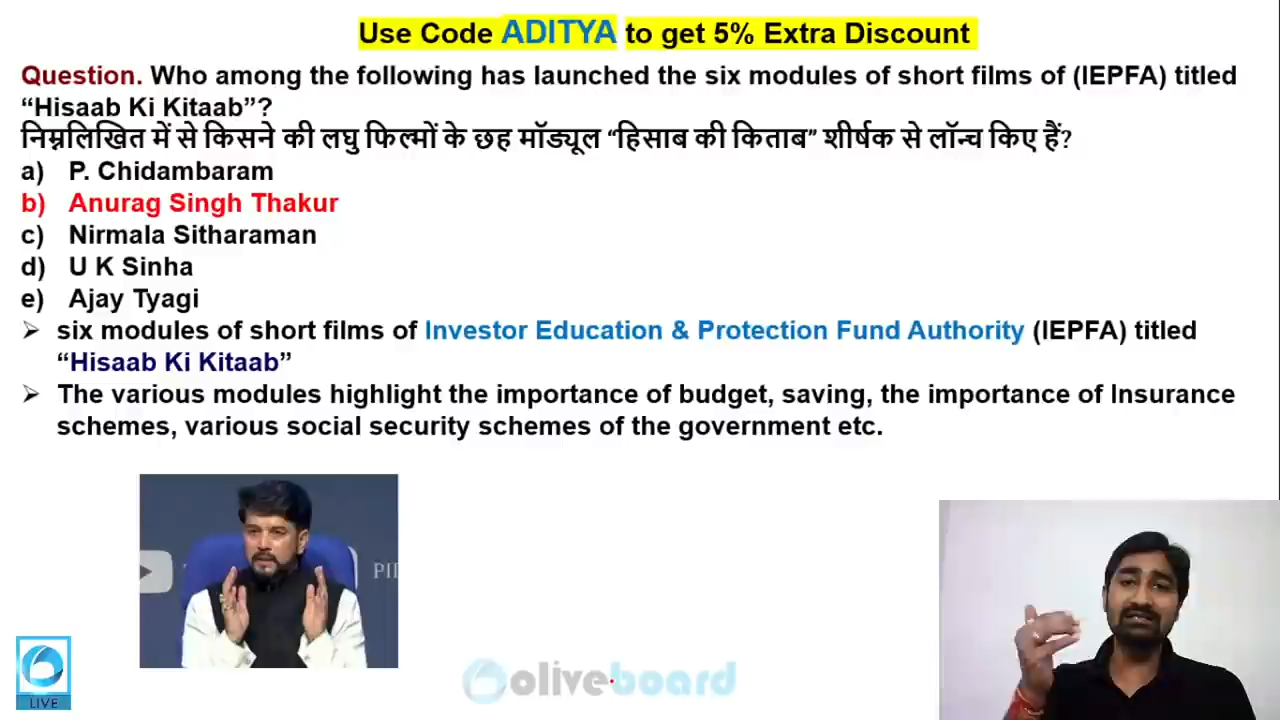 Use Code ADITYA to get 5% Extra Discount
Question. Who among the following has launched the six modules of short films of (IEPFA) titled
“Hisaab Ki Kitaab”?
निम्नलिखित में से किसने की लघु फिल्मों के छह मॉड्यूल “हिसाब की किताब” शीर्षक से लॉन्च किए हैं?
a) P. Chidambaram
b) Anurag Singh Thakur
c) Nirmala Sitharaman
d) U K Sinha
e) Ajay Tyagi
➢ six modules of short films of Investor Education & Protection Fund Authority (IEPFA) titled
“Hisaab Ki Kitaab”
➢ The various modules highlight the importance of budget, saving, the importance of Insurance
schemes, various social security schemes of the government etc.
LIVE
oliveboard